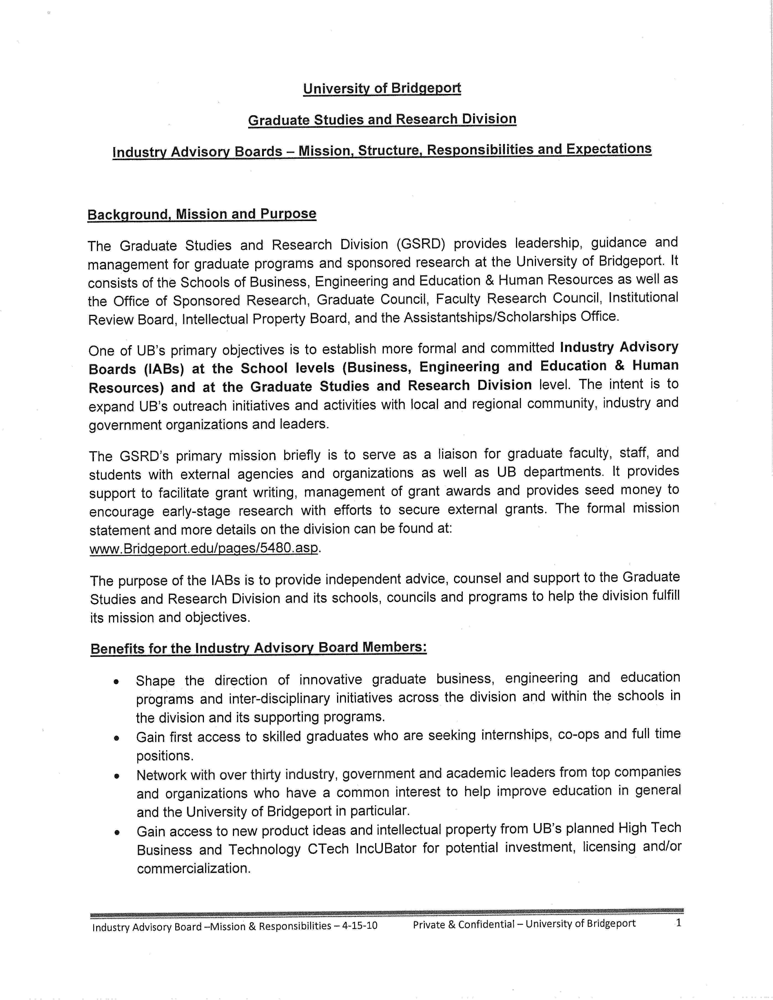 University of Bridgeport
Graduate Studies and Research Division
Industry Advisory Boards – Mission, Structure, Responsibilities and Expectations
Background, Mission and Purpose
The Graduate Studies and Research Division (GSRD) provides leadership, guidance and
management for graduate programs and sponsored research at the University of Bridgeport. It
consists of the Schools of Business, Engineering and Education & Human Resources as well as
the Office of Sponsored Research, Graduate Council, Faculty Research Council, Institutional
Review Board, Intellectual Property Board, and the Assistantships/Scholarships Office.
One of UB's primary objectives is to establish more formal and committed Industry Advisory
Boards (IABs) at the School levels (Business, Engineering and Education & Human
Resources) and at the Graduate Studies and Research Division level. The intent is to
expand UB's outreach initiatives and activities with local and regional community, industry and
government organizations and leaders.
The GSRD's primary mission briefly is to serve as a liaison for graduate faculty, staff, and
students with external agencies and organizations as well as UB departments. It provides
support to facilitate grant writing, management of grant awards and provides seed money to
encourage early-stage research with efforts to secure external grants. The formal mission
statement and more details on the division can be found at:
www.Bridgeport.edu/pages/5480.asp.
The purpose of the IABs is to provide independent advice, counsel and support to the Graduate
Studies and Research Division and its schools, councils and programs to help the division fulfill
its mission and objectives.
Benefits for the Industry Advisory Board Members:
• Shape the direction of innovative graduate business, engineering and education
programs and inter-disciplinary initiatives across the division and within the schools in
the division and its supporting programs.
• Gain first access to skilled graduates who are seeking internships, co-ops and full time
positions.
• Network with over thirty industry, government and academic leaders from top companies
and organizations who have a common interest to help improve education in general
and the University of Bridgeport in particular.
• Gain access to new product ideas and intellectual property from UB's planned High Tech
Business and Technology CTech IncUBator for potential investment, licensing and/or
commercialization.
Industry Advisory Board –Mission & Responsibilities – 4-15-10 Private & Confidential – University of Bridgeport 1